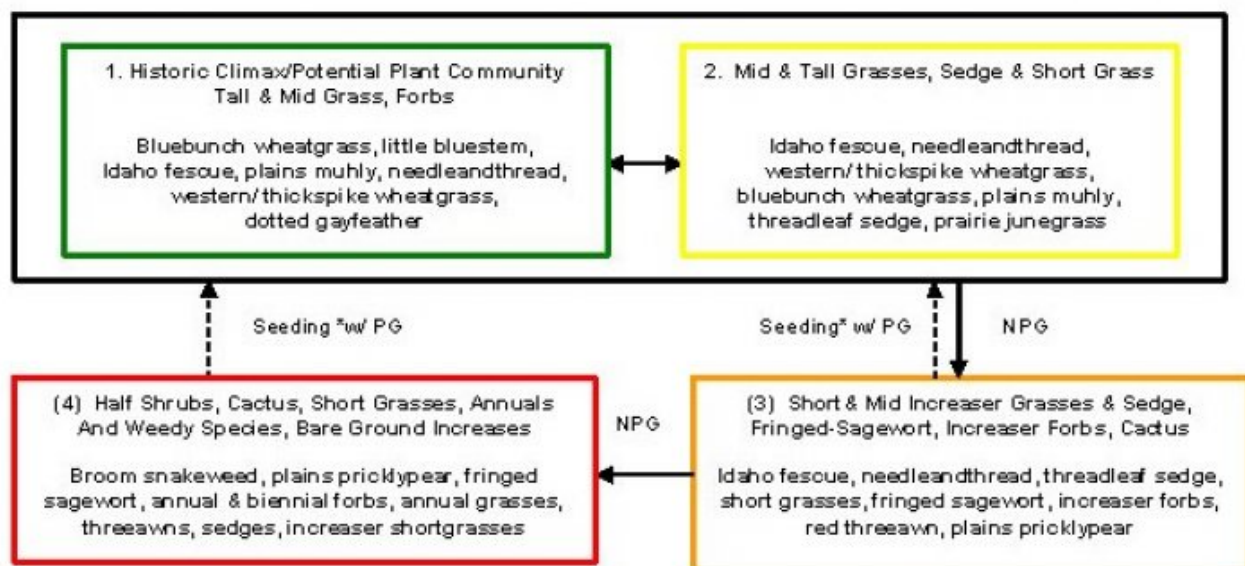 1. Historic Climax/Potential Plant Community
Tall & Mid Grass, Forbs
Bluebunch wheatgrass, little bluestem,
Idaho fescue, plains muhly, needleandthread,
western/thickspike wheatgrass,
dotted gayfeather
2. Mid & Tall Grasses, Sedge & Short Grass
Idaho fescue, needleandthread,
western/thickspike wheatgrass,
bluebunch wheatgrass, plains muhly,
threadleaf sedge, prairie junegrass
Seeding *w/ PG
Seeding* w/ PG
NPG
(4) Half Shrubs, Cactus, Short Grasses, Annuals
And Weedy Species, Bare Ground Increases
Broom snakeweed, plains pricklypear, fringed
sagewort, annual & biennial forbs, annual grasses,
threeawns, sedges, increaser shortgrasses
NPG
(3) Short & Mid Increaser Grasses & Sedge,
Fringed-Sagewort, Increaser Forbs, Cactus
Idaho fescue, needleandthread, threadleaf sedge,
short grasses, fringed sagewort, increaser forbs,
red threeawn, plains pricklypear